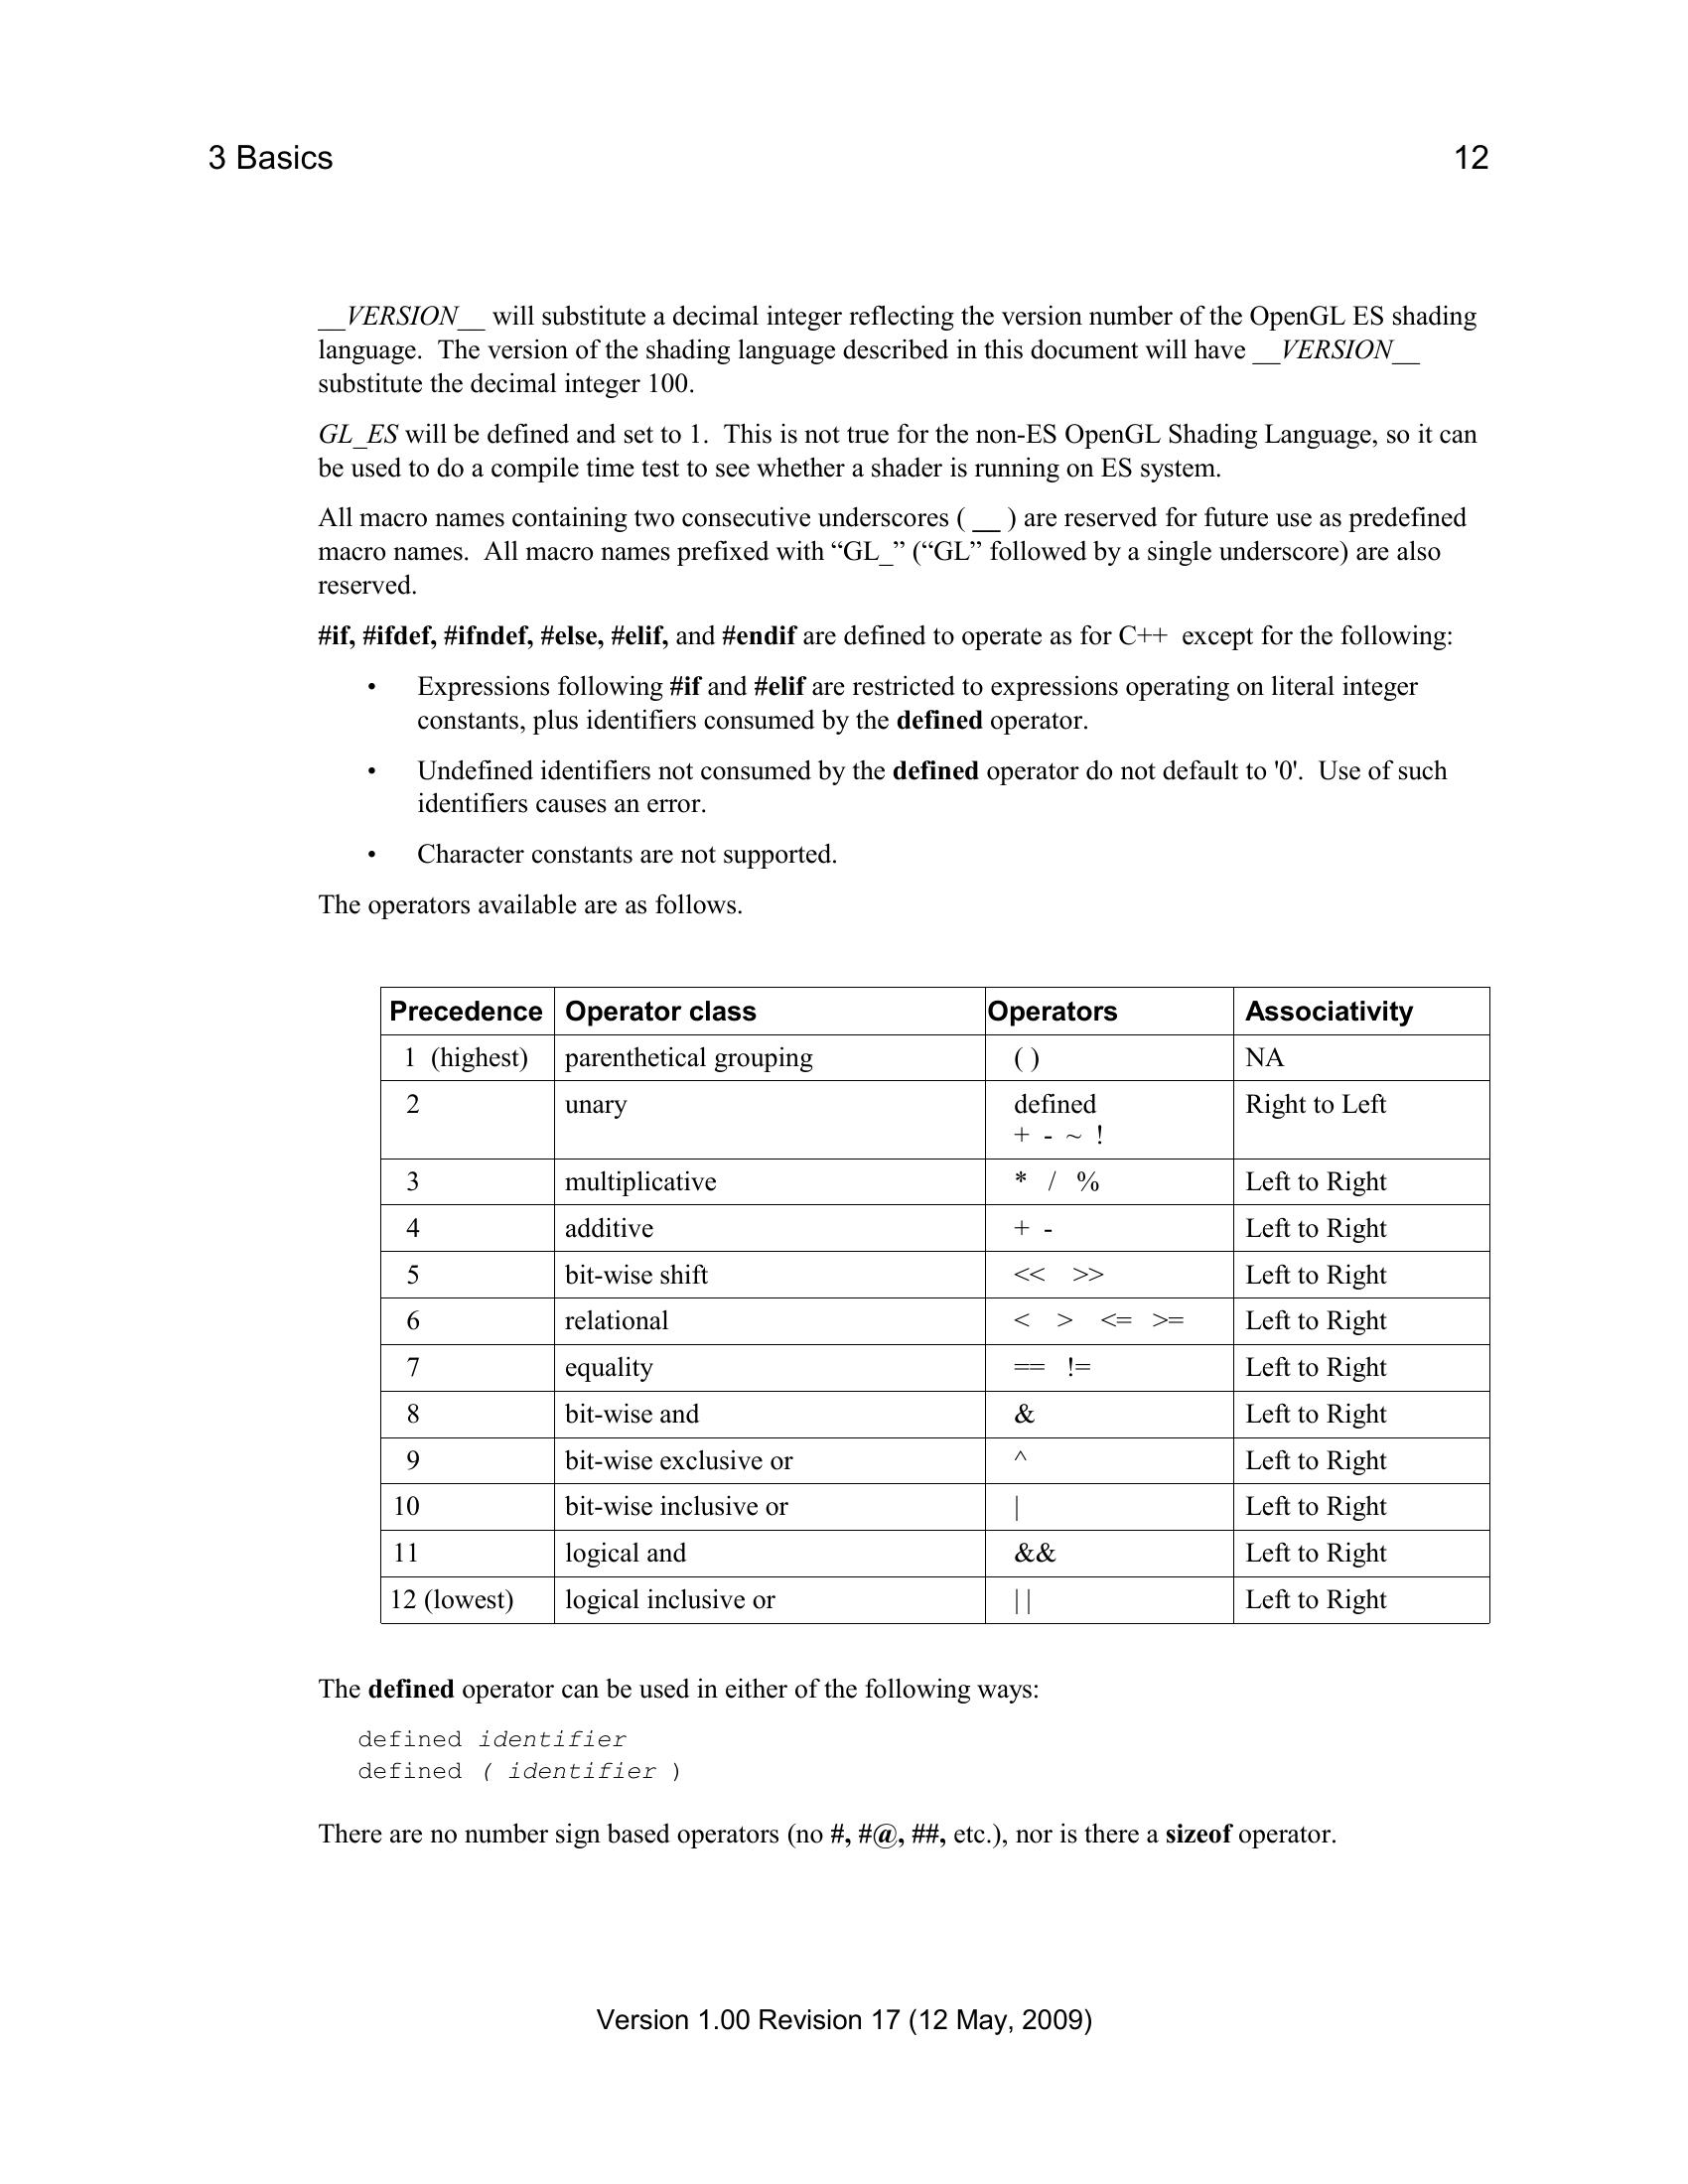 3 Basics 12
__VERSION__ will substitute a decimal integer reflecting the version number of the OpenGL ES shading
language.  The version of the shading language described in this document will have __VERSION__
substitute the decimal integer 100.
GL_ES will be defined and set to 1.  This is not true for the non-ES OpenGL Shading Language, so it can
be used to do a compile time test to see whether a shader is running on ES system.
All macro names containing two consecutive underscores ( __ ) are reserved for future use as predefined
macro names.  All macro names prefixed with “GL_” (“GL” followed by a single underscore) are also
reserved.
#if, #ifdef, #ifndef, #else, #elif, and #endif are defined to operate as for C++  except for the following:
• Expressions following #if and #elif are restricted to expressions operating on literal integer
constants, plus identifiers consumed by the defined operator.
• Undefined identifiers not consumed by the defined operator do not default to '0'.  Use of such
identifiers causes an error.
• Character constants are not supported.
The operators available are as follows.
Precedence Operator class Operators Associativity
1 (highest) parenthetical grouping ( ) NA
2 unary defined Right to Left
+ - ~ !
3 multiplicative * / % Left to Right
4 additive + - Left to Right
5 bit-wise shift << >> Left to Right
6 relational < > <= >= Left to Right
7 equality == != Left to Right
8 bit-wise and & Left to Right
9 bit-wise exclusive or ^ Left to Right
10 bit-wise inclusive or | Left to Right
11 logical and && Left to Right
12 (lowest) logical inclusive or | | Left to Right
The defined operator can be used in either of the following ways:
defined identifier
defined ( identifier )
There are no number sign based operators (no #, #@, ##, etc.), nor is there a sizeof operator.
Version 1.00 Revision 17 (12 May, 2009)